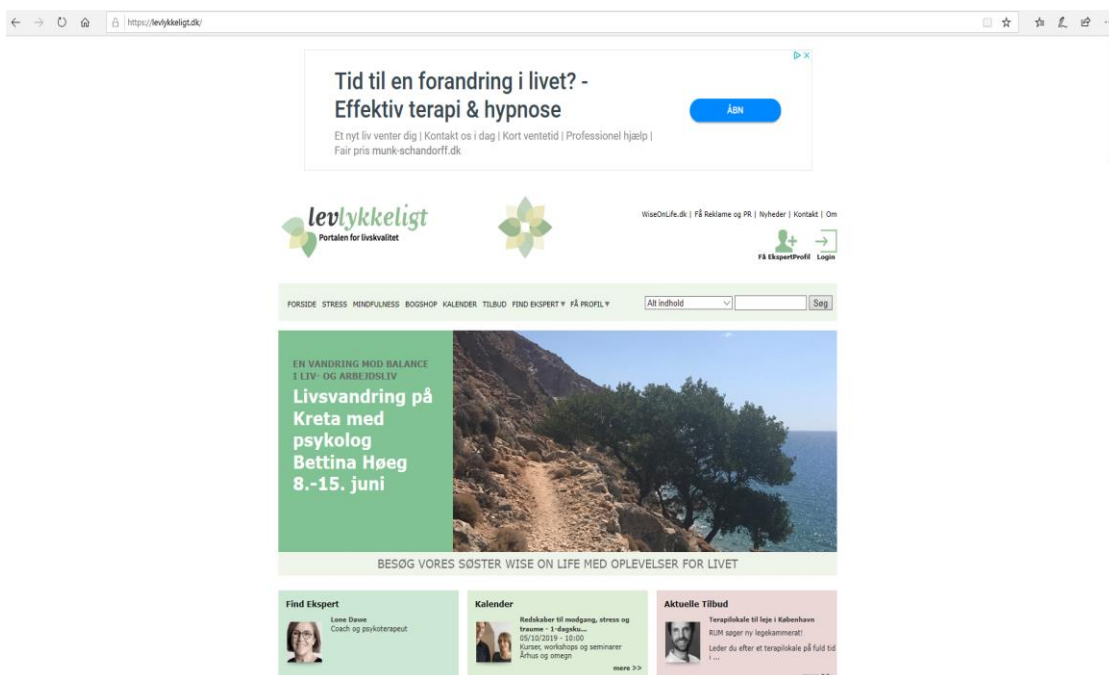 https://levlykkeligt.dk/
Tid til en forandring i livet? -
Effektiv terapi & hypnose
Et nyt liv venter dig | Kontakt os i dag | Kort ventetid | Professionel hjælp |
Fair pris munk-schandorff.dk
ÅBN
levlykkeligt
Portalen for livskvalitet
WiseOnLife.dk | Få Reklame og PR | Nyheder | Kontakt | Om
Få EkspertProfil Login
FORSIDE STRESS MINDFULNESS BOGSHOP KALENDER TILBUD FIND EKSPERT▼ FÅ PROFIL▼
Alt indhold
Søg
EN VANDRING MOD BALANCE
I LIV- OG ARBEJDSLIV
Livsvandring på
Kreta med
psykolog
Bettina Høeg
8.-15. juni
BESØG VORES SØSTER WISE ON LIFE MED OPLEVELSER FOR LIVET
Find Ekspert
Lone Dawe
Coach og psykoterapeut
Kalender
Redskaber til modgang, stress og
traume - 1-dagsku...
05/10/2019 - 10:00
Kurser, workshops og seminarer
Århus og omegn
mere >>
Aktuelle Tilbud
Terapilokale til leje i København
RUM søger ny legekammerat!
Leder du efter et terapilokale på fuld tid
i ...